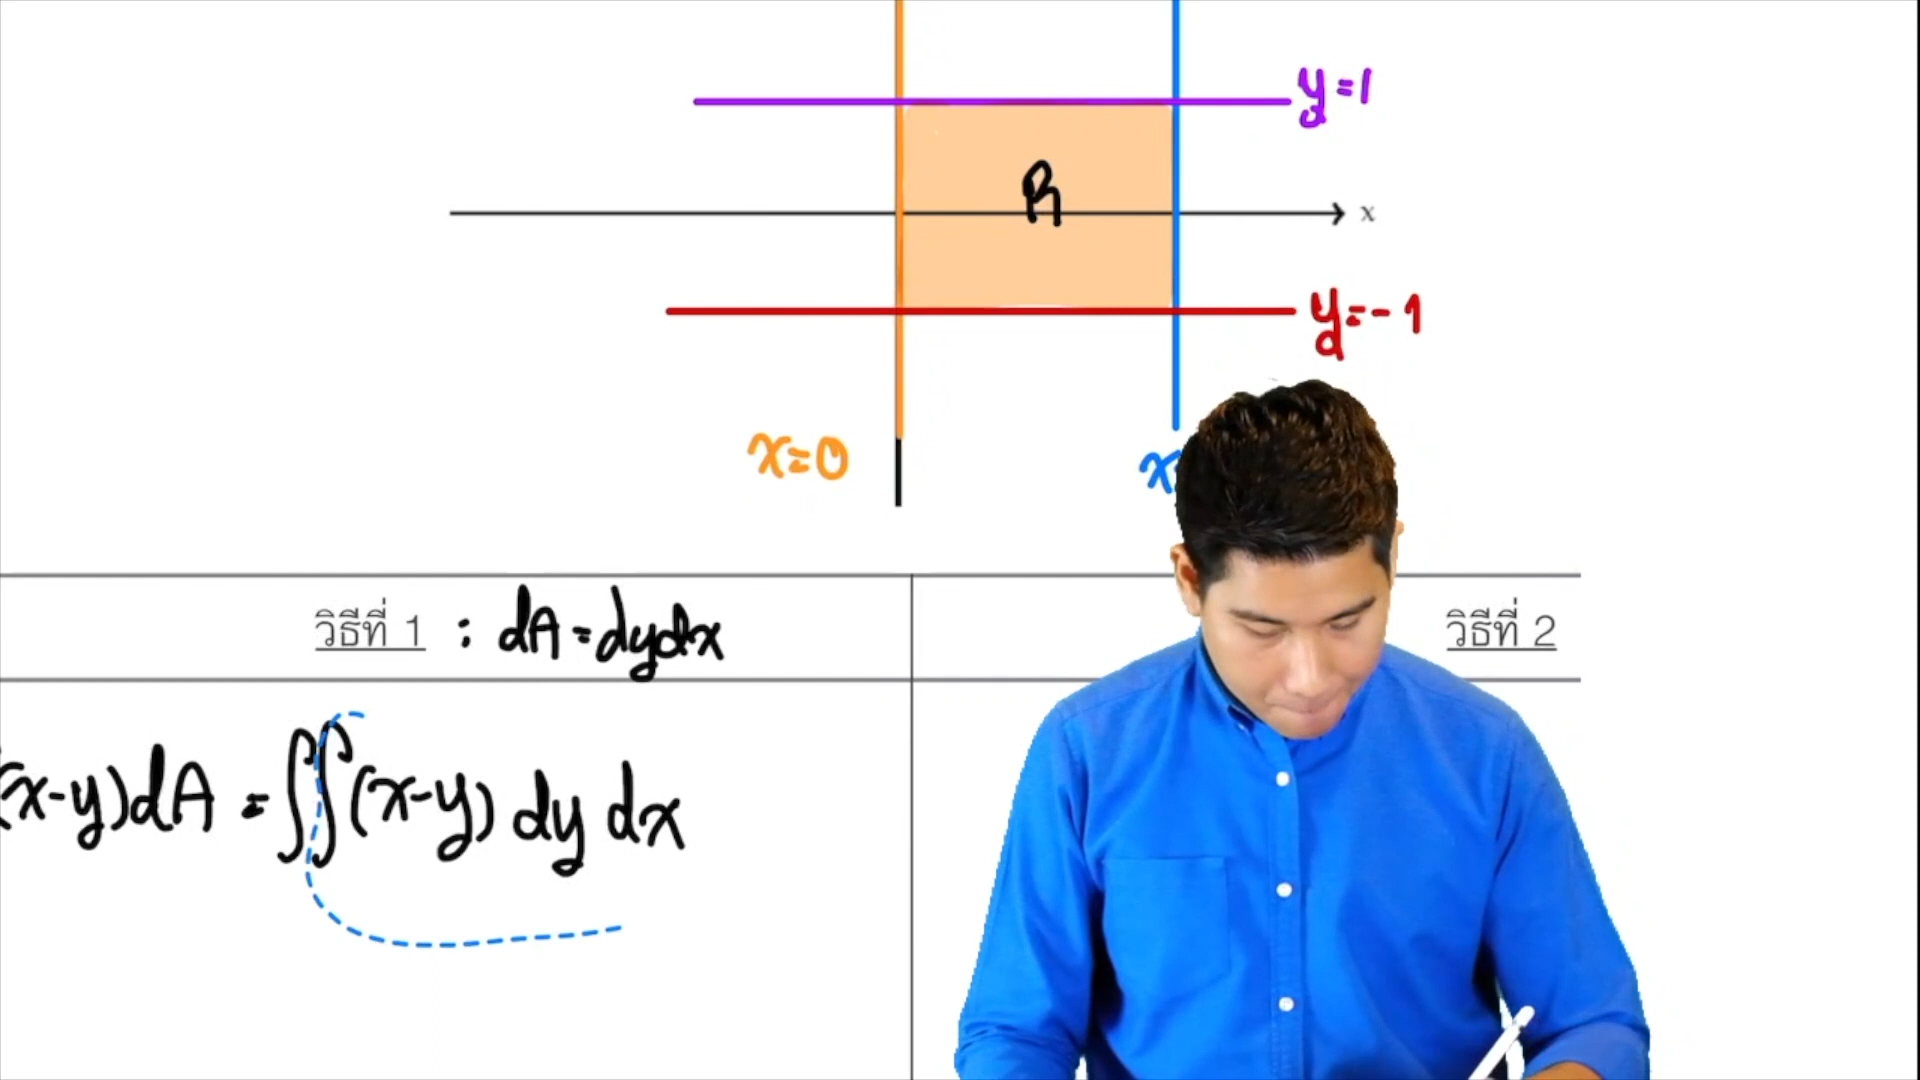 y=1
R
x
y=-1
x=0
x
วิธีที่ 1 : dA=dydx
วิธีที่ 2
(x-y)dA = ∬(x-y) dy dx